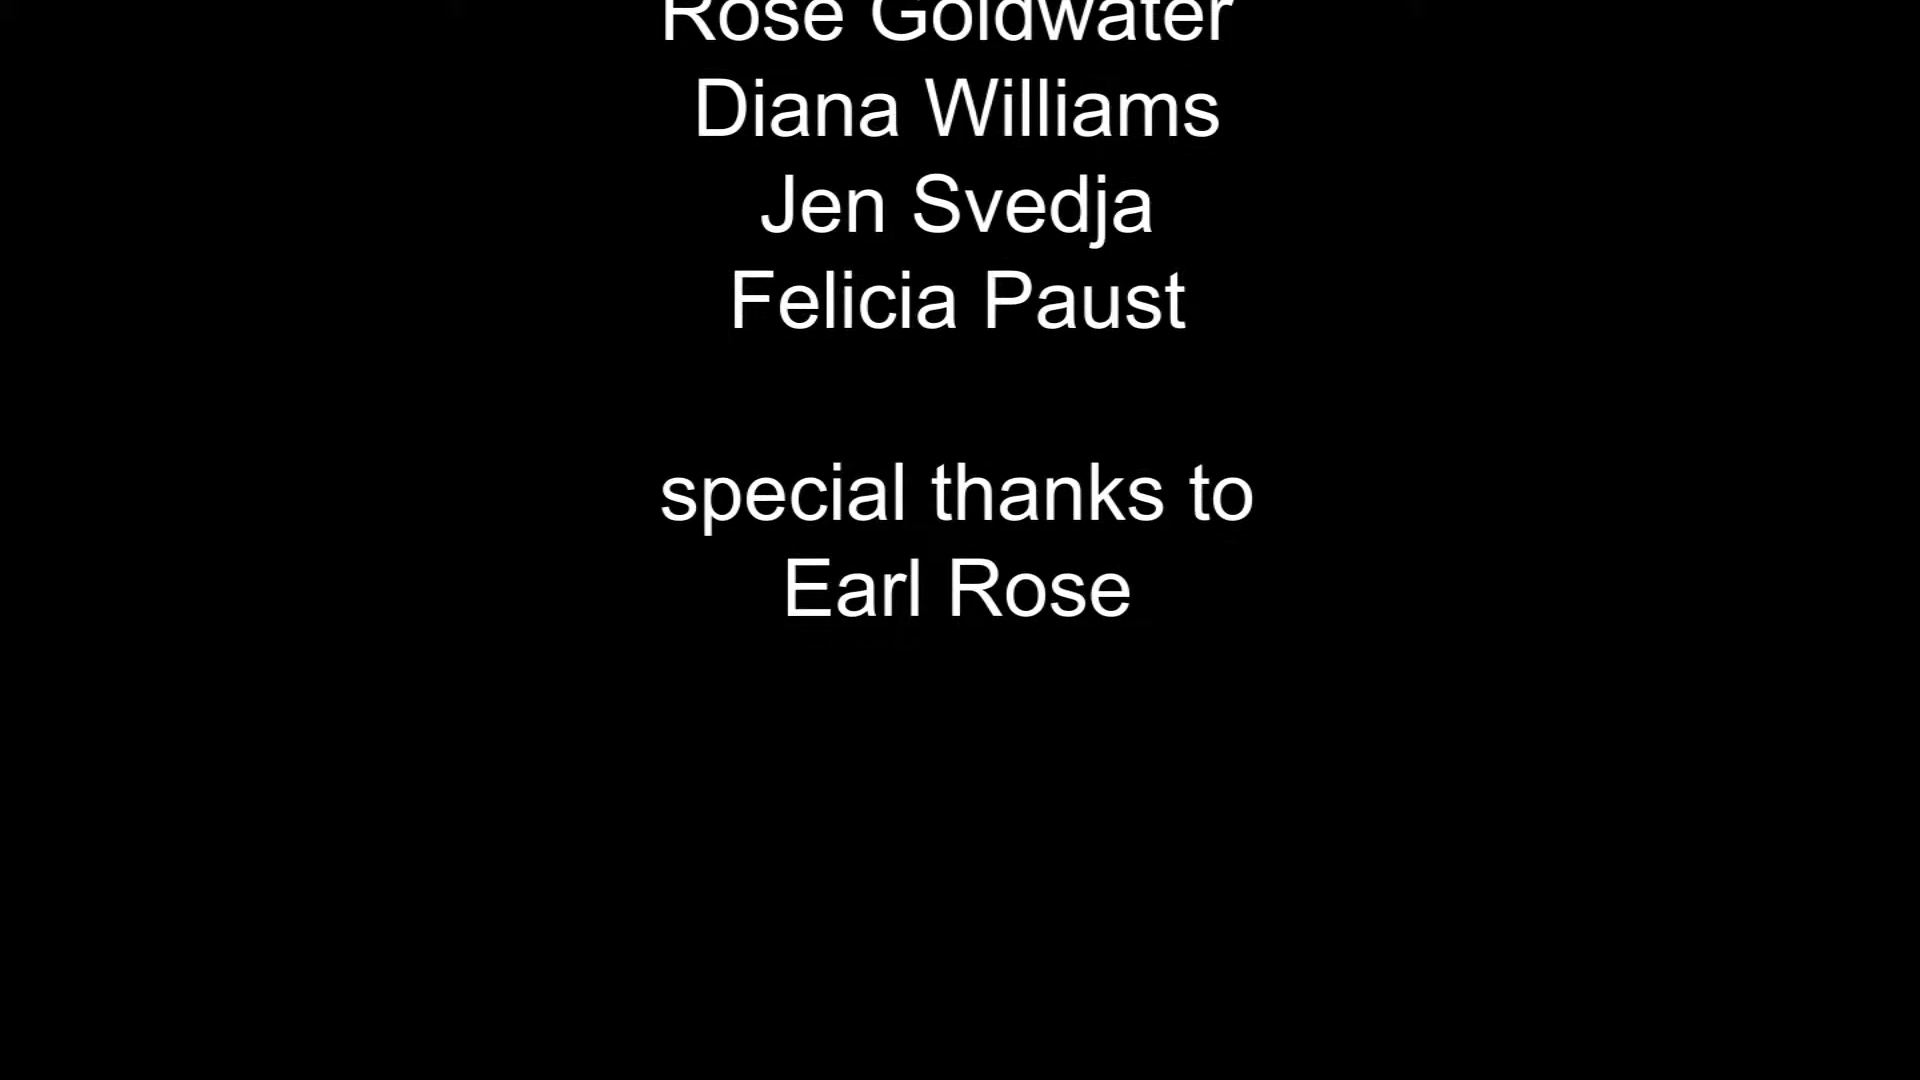 Rose Goldwater
Diana Williams
Jen Svedja
Felicia Paust
special thanks to
Earl Rose